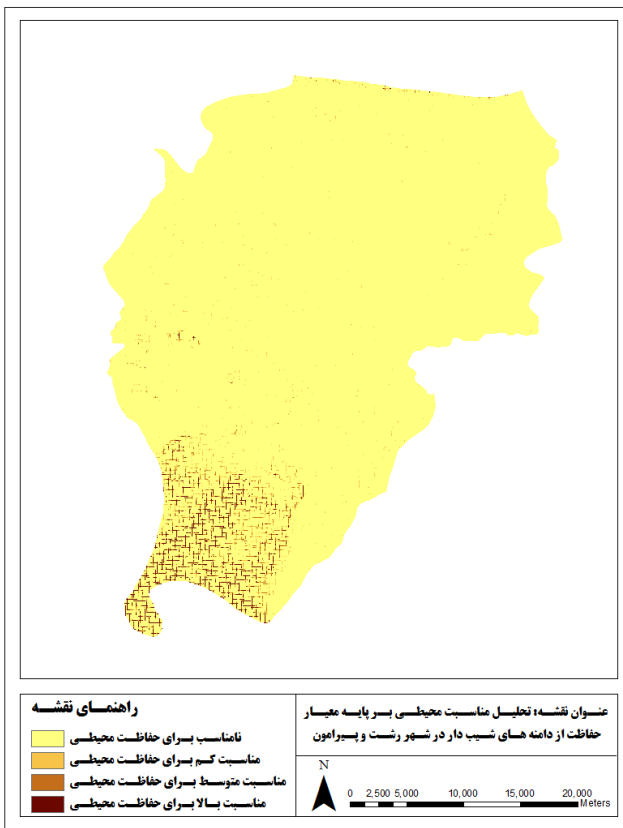 راهنمای نقشه
نامناسب برای حفاظت محیطی
مناسبت کم برای حفاظت محیطی
مناسبت متوسط برای حفاظت محیطی
مناسبت بالا برای حفاظت محیطی
عنوان نقشه: تحلیل مناسبت محیطی بر پایه معیار
حفاظت از دامنه های شیب دار در شهر رشت و پیرامون
N
0 2,500 5,000 10,000 15,000 20,000
Meters